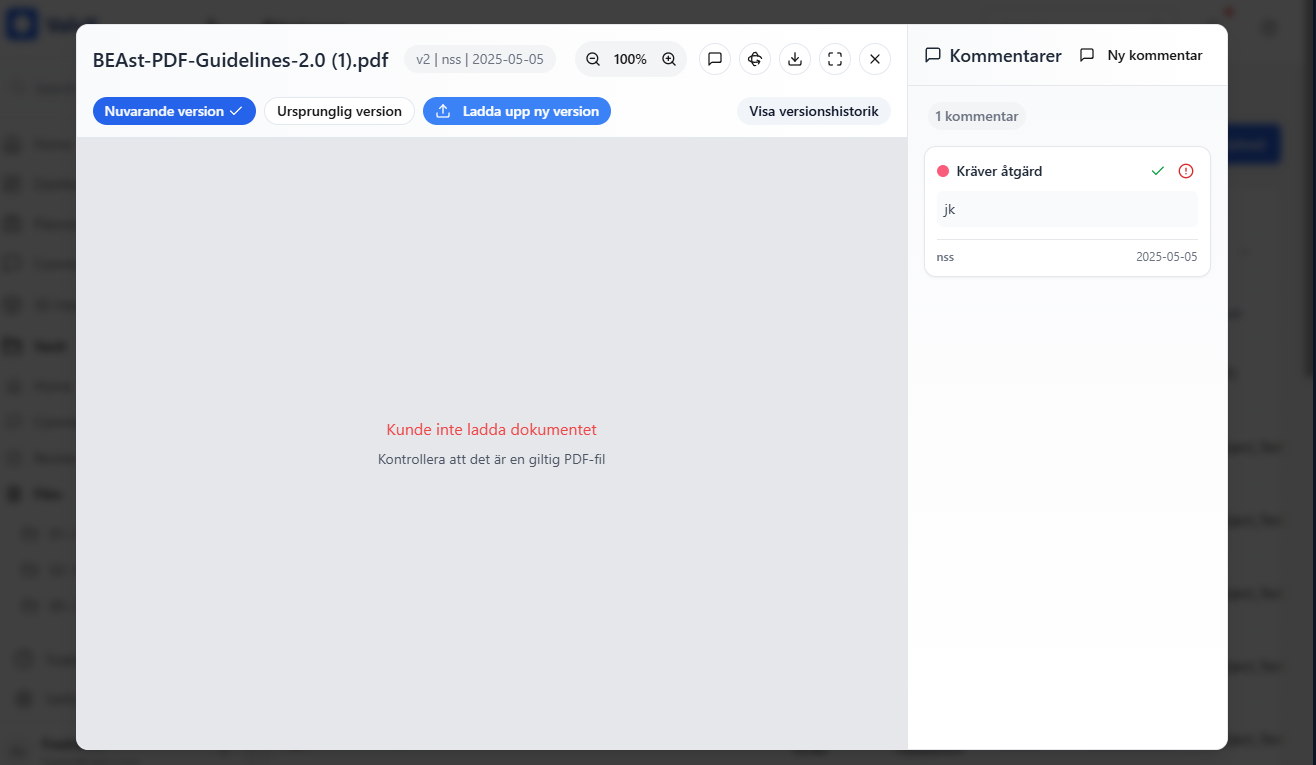 BEAst-PDF-Guidelines-2.0 (1).pdf
v2 | nss | 2025-05-05
100%
Nuvarande version
Ursprunglig version
Ladda upp ny version
Visa versionshistorik
Kunde inte ladda dokumentet
Kontrollera att det är en giltig PDF-fil
Kommentarer
Ny kommentar
1 kommentar
Kräver åtgärd
jk
nss
2025-05-05